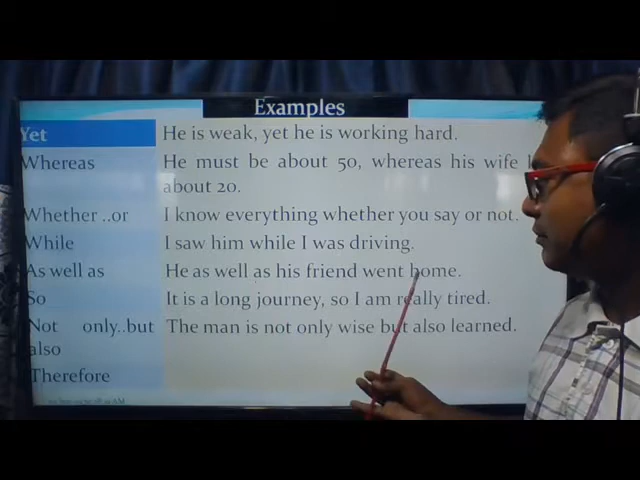 Examples
Yet He is weak, yet he is working hard.
Whereas He must be about 50, whereas his wife
about 20.
Whether ..or I know everything whether you say or not.
While I saw him while I was driving.
As well as He as well as his friend went home.
So It is a long journey, so I am really tired.
Not only..but The man is not only wise but also learned.
also
Therefore